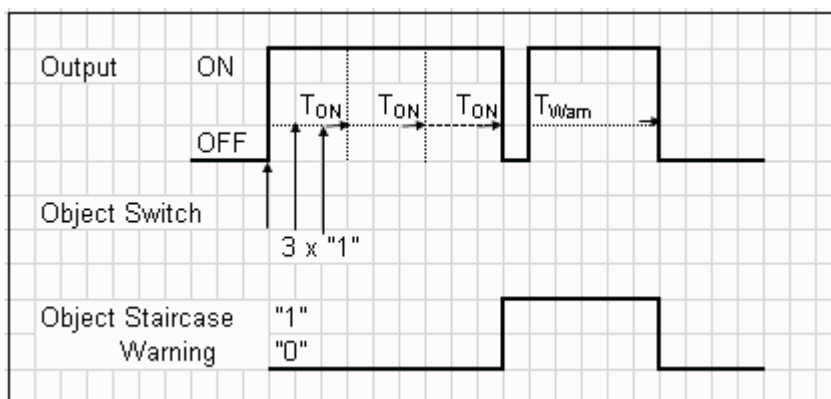 Output ON
TON TON TON TWarn
OFF
Object Switch
3 x "1"
Object Staircase "1"
Warning "0"